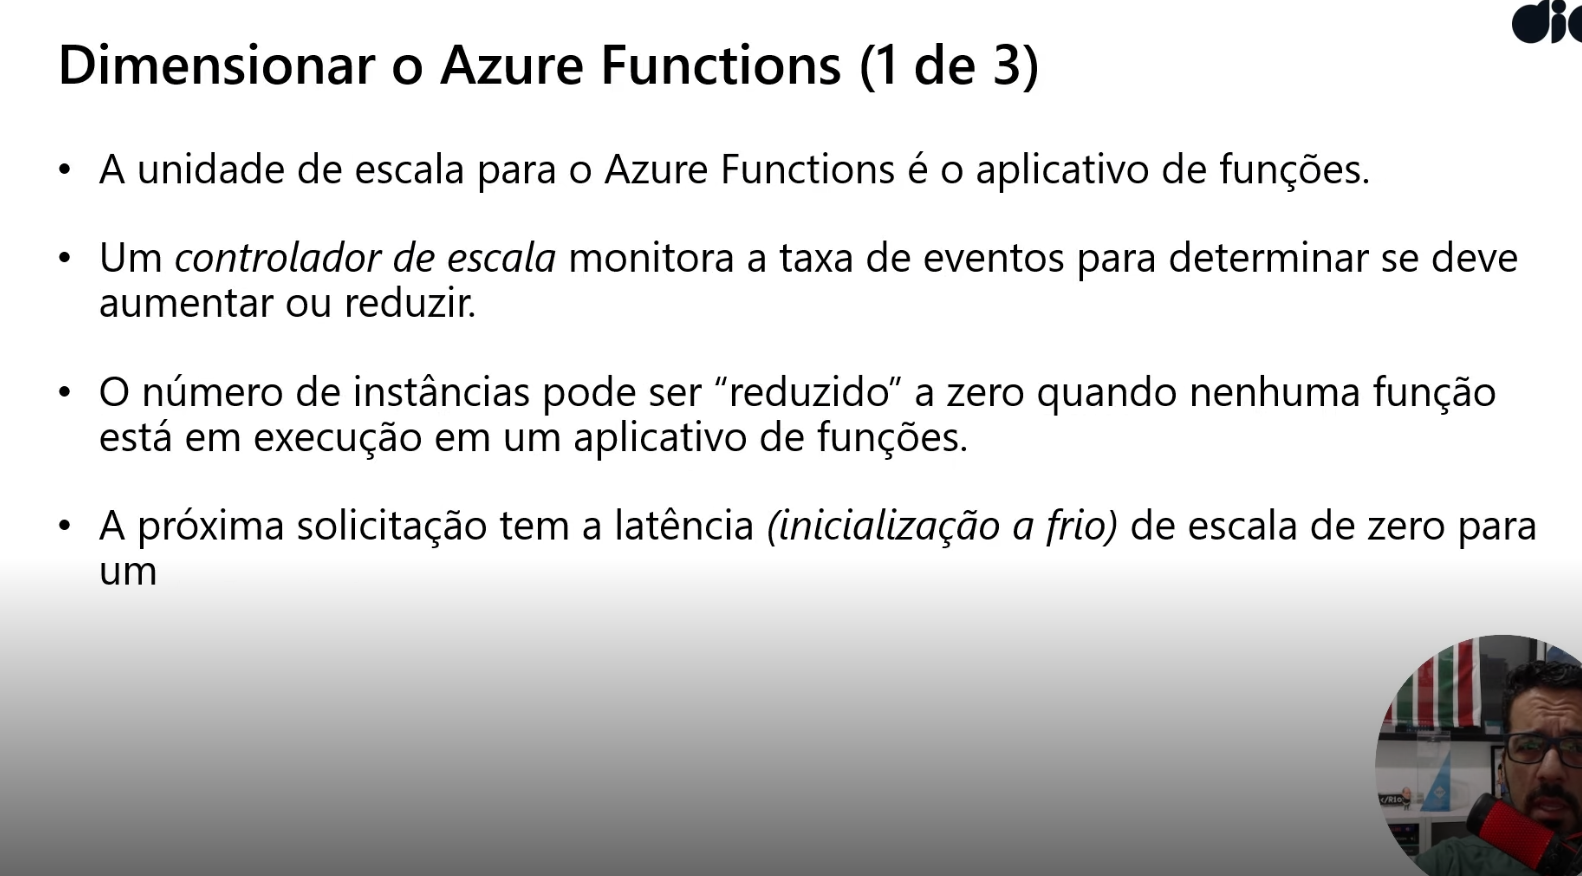 Dimensionar o Azure Functions (1 de 3)
• A unidade de escala para o Azure Functions é o aplicativo de funções.
• Um controlador de escala monitora a taxa de eventos para determinar se deve
aumentar ou reduzir.
• O número de instâncias pode ser “reduzido” a zero quando nenhuma função
está em execução em um aplicativo de funções.
• A próxima solicitação tem a latência (inicialização a frio) de escala de zero para
um